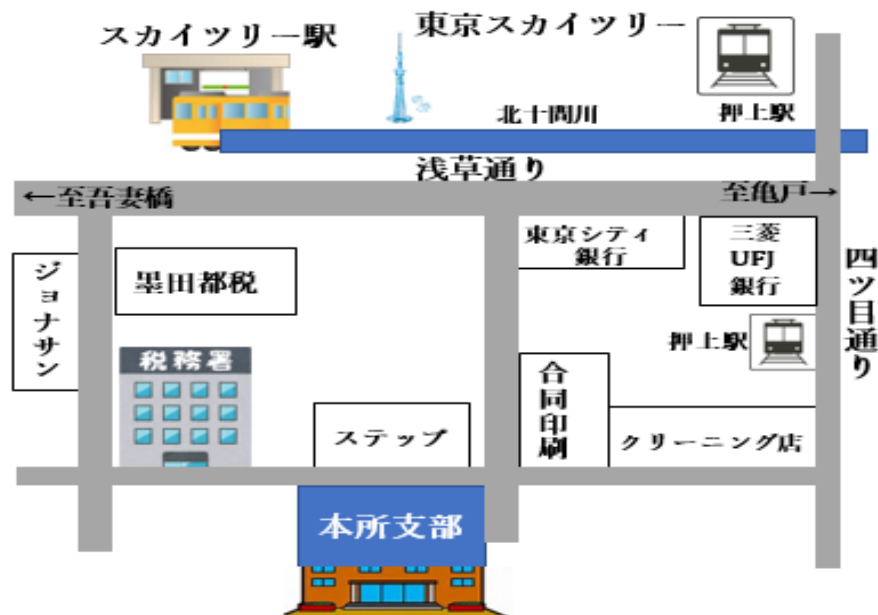 スカイツリー駅
東京スカイツリー
北十間川
押上駅
浅草通り
←至吾妻橋
至亀戸→
ジョナサン
墨田都税
東京シティ
銀行
三菱
UFJ
銀行
四ツ目通り
税務署
押上駅
合同印刷
ステップ
クリーニング店
本所支部